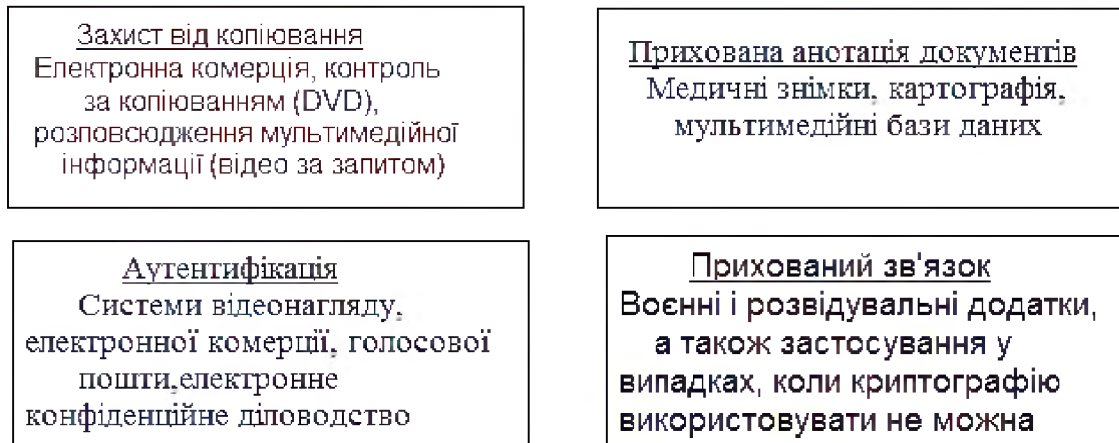 Захист від копіювання
Електронна комерція, контроль
за копіюванням (DVD),
розповсюдження мультимедійної
інформації (відео за запитом)
Прихована анотація документів
Медичні знімки, картографія,
мультимедійні бази даних
Аутентифікація
Системи відеонагляду,
електронної комерції, голосової
пошти,електронне
конфіденційне діловодство
Прихований зв'язок
Воєнні і розвідувальні додатки,
а також застосування у
випадках, коли криптографію
використовувати не можна